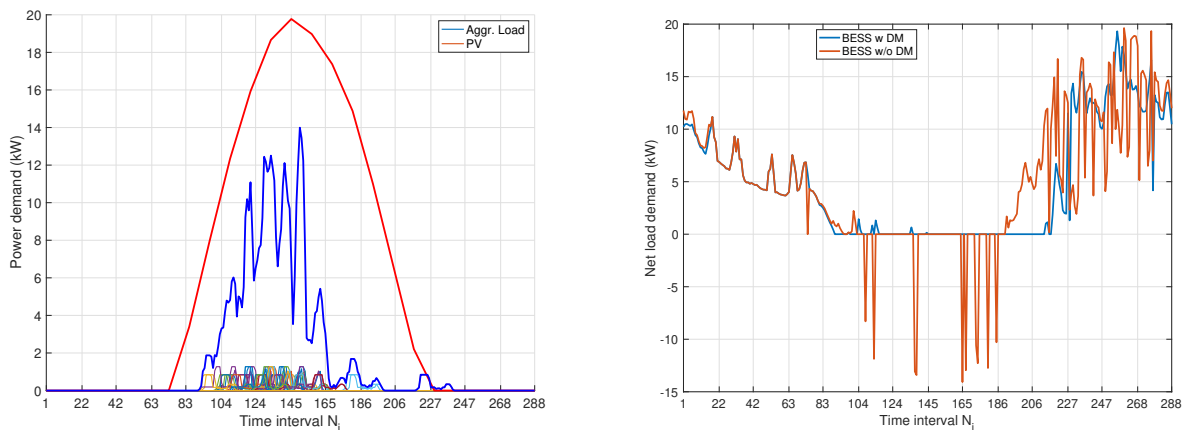 20
18
16
14
12
10
8
6
4
2
0
Power demand (kW)
Aggr. Load
PV
1 22 42 63 83 104 124 145 165 186 206 227 247 268 288
Time interval N_i
20
15
10
5
0
-5
-10
-15
Net load demand (kW)
BESS w DM
BESS w/o DM
1 22 42 63 83 104 124 145 165 186 206 227 247 268 288
Time interval N_i